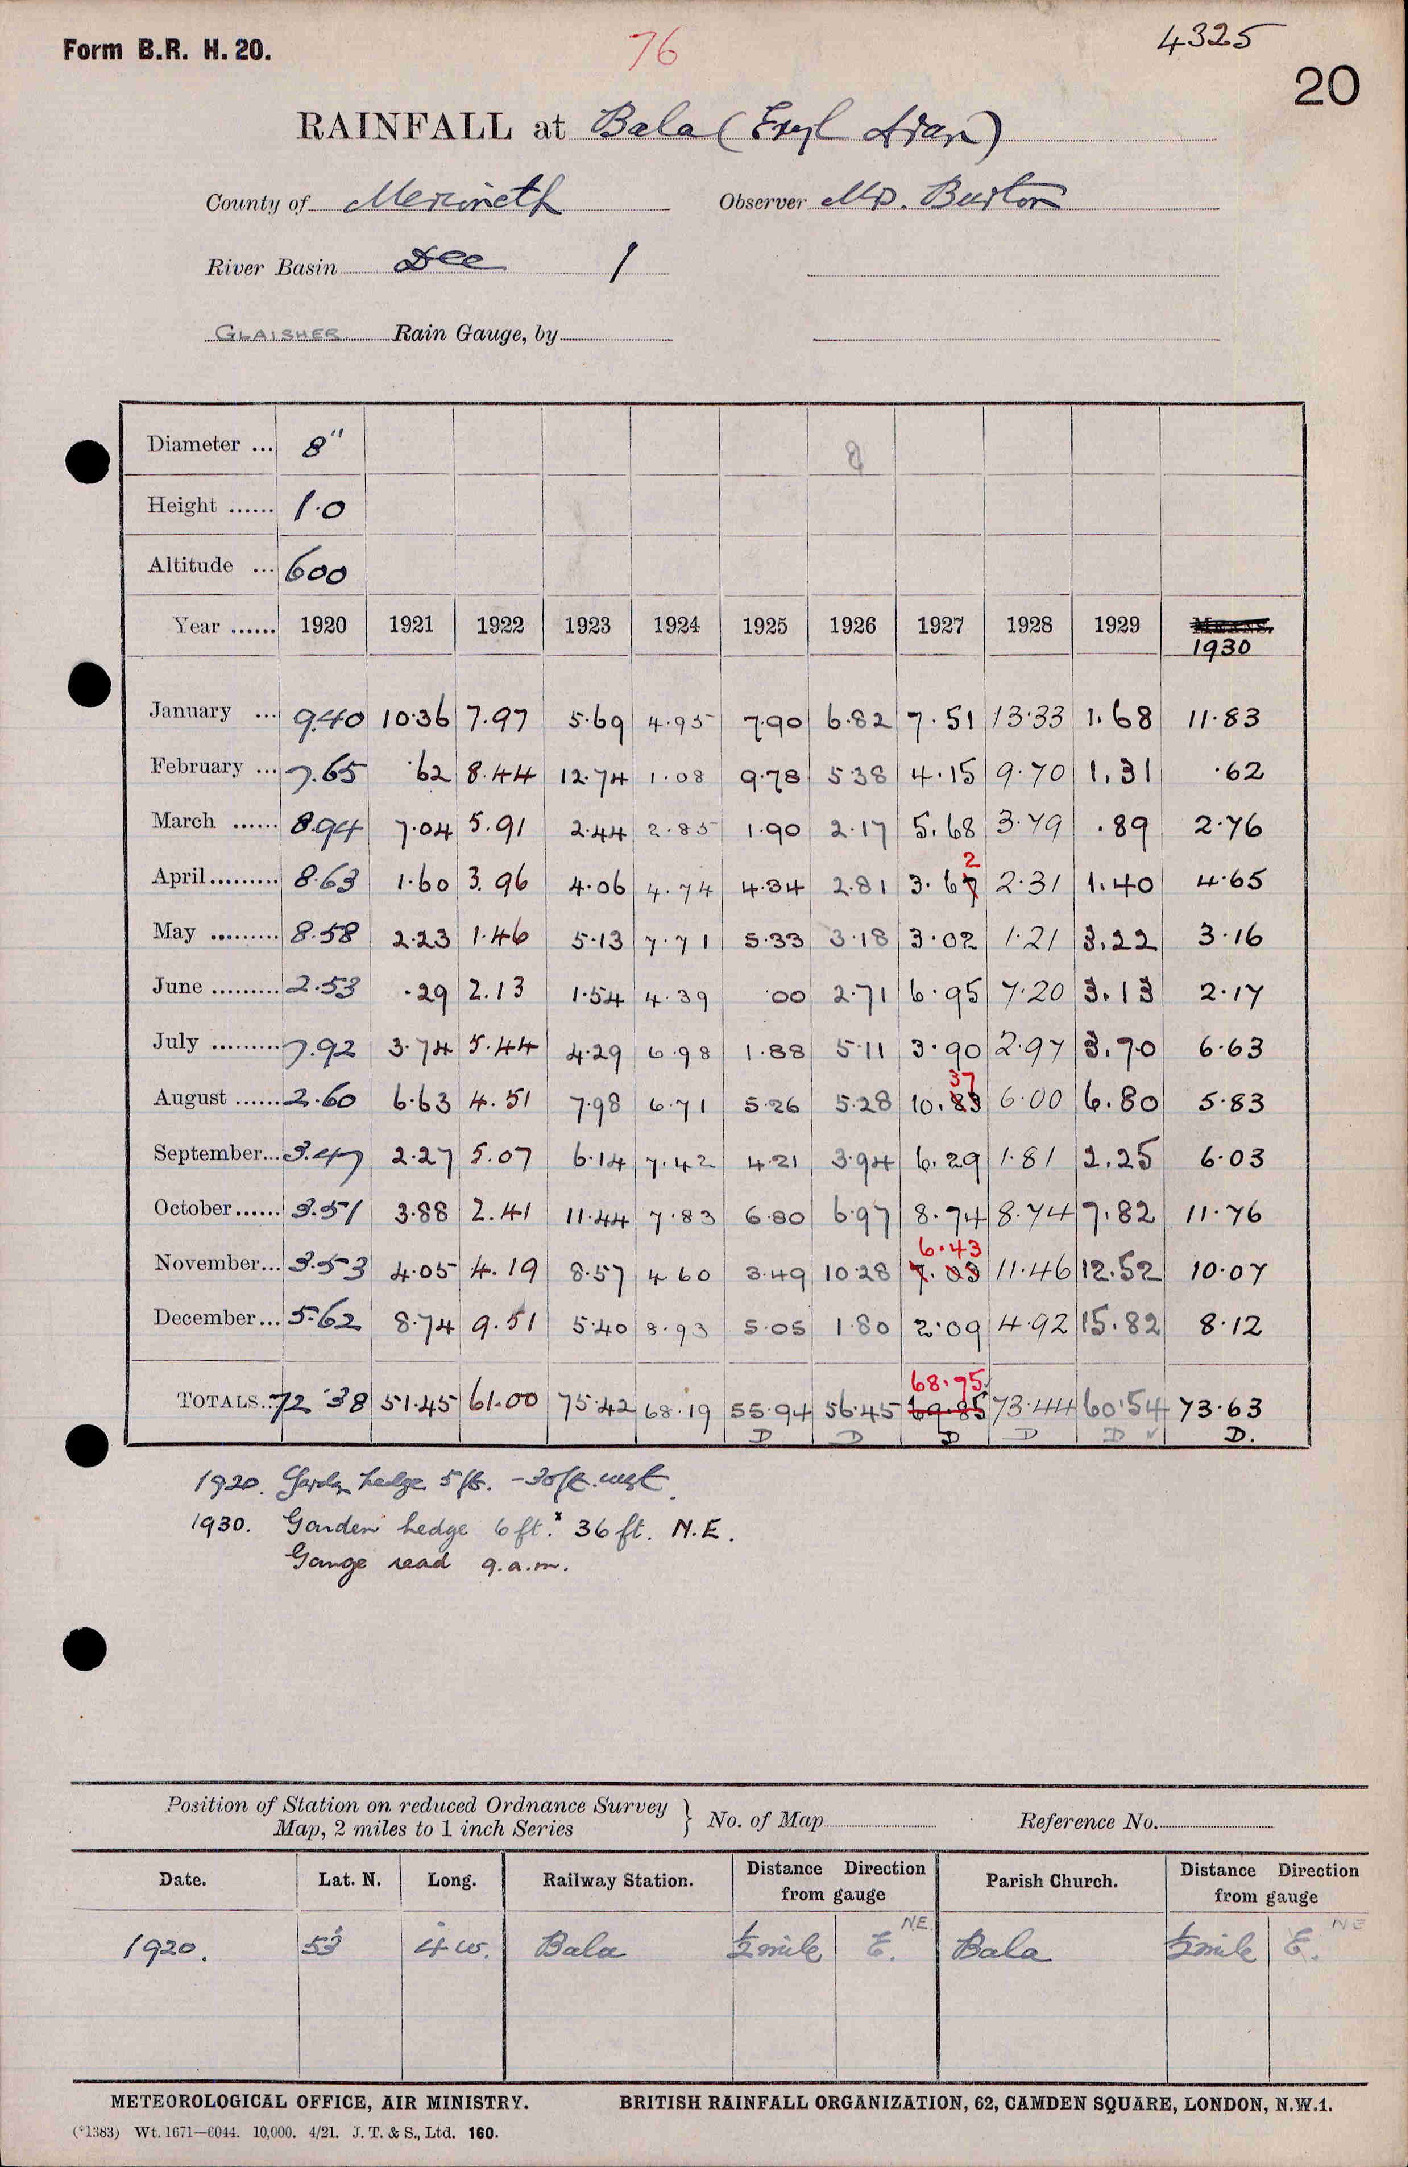 Form B.R. H. 20.
76
4325
20
RAINFALL at Bala (Eryl Aran)
County of Merioneth Observer Mr. Burton
River Basin Dee 1
GLAISHER Rain Gauge, by
Diameter ... 8" 8
Height ...... 1.0
Altitude ... 600
Year ...... 1920 1921 1922 1923 1924 1925 1926 1927 1928 1929 MEANS. 1930
January ... 9.40 10.36 7.97 5.69 4.95 7.90 6.82 7.51 13.33 1.68 11.83
February ... 7.65 .62 8.44 12.74 1.08 9.78 5.38 4.15 9.70 1.31 .62
March ...... 8.94 7.04 5.91 2.44 2.85 1.90 2.17 5.68 3.79 .89 2.76
2
April ......... 8.63 1.60 3.96 4.06 4.74 4.34 2.81 3.67 2.31 1.40 4.65
May ......... 8.58 2.23 1.46 5.13 7.71 5.33 3.18 3.02 1.21 3.22 3.16
June ......... 2.53 .29 2.13 1.54 4.39 .00 2.71 6.95 7.20 3.13 2.17
July ......... 7.92 3.74 5.44 4.29 6.98 1.88 5.11 3.90 2.97 3.70 6.63
37
August ...... 2.60 6.63 4.51 7.98 6.71 5.26 5.28 10.83 6.00 6.80 5.83
September... 3.47 2.27 5.07 6.14 7.42 4.21 3.94 6.29 1.81 2.25 6.03
October ...... 3.51 3.88 2.41 11.44 7.83 6.80 6.97 8.74 8.74 7.82 11.76
6.43
November... 3.53 4.05 4.19 8.57 4.60 3.49 10.28 7.03 11.46 12.52 10.07
December... 5.62 8.74 9.51 5.40 8.93 5.05 1.80 2.09 4.92 15.82 8.12
68.75
TOTALS... 72.38 51.45 61.00 75.42 68.19 55.94 56.45 69.85 73.44 60.54 73.63
D D D D D ✓ D.
1920. Garden hedge 5 ft. - 30 ft. west.
1930. Garden hedge 6 ft. 36 ft. N.E.
Gauge read 9. a.m.
Position of Station on reduced Ordnance Survey Map, 2 miles to 1 inch Series } No. of Map Reference No.
Date. Lat. N. Long. Railway Station. Distance Direction from gauge Parish Church. Distance Direction from gauge
1920. 53 4 W. Bala ½ mile E. NE. Bala ½ mile E. NE
METEOROLOGICAL OFFICE, AIR MINISTRY. BRITISH RAINFALL ORGANIZATION, 62, CAMDEN SQUARE, LONDON, N.W.1.
(*1383) Wt. 1671—6044. 10,000. 4/21. J. T. & S., Ltd. 160.